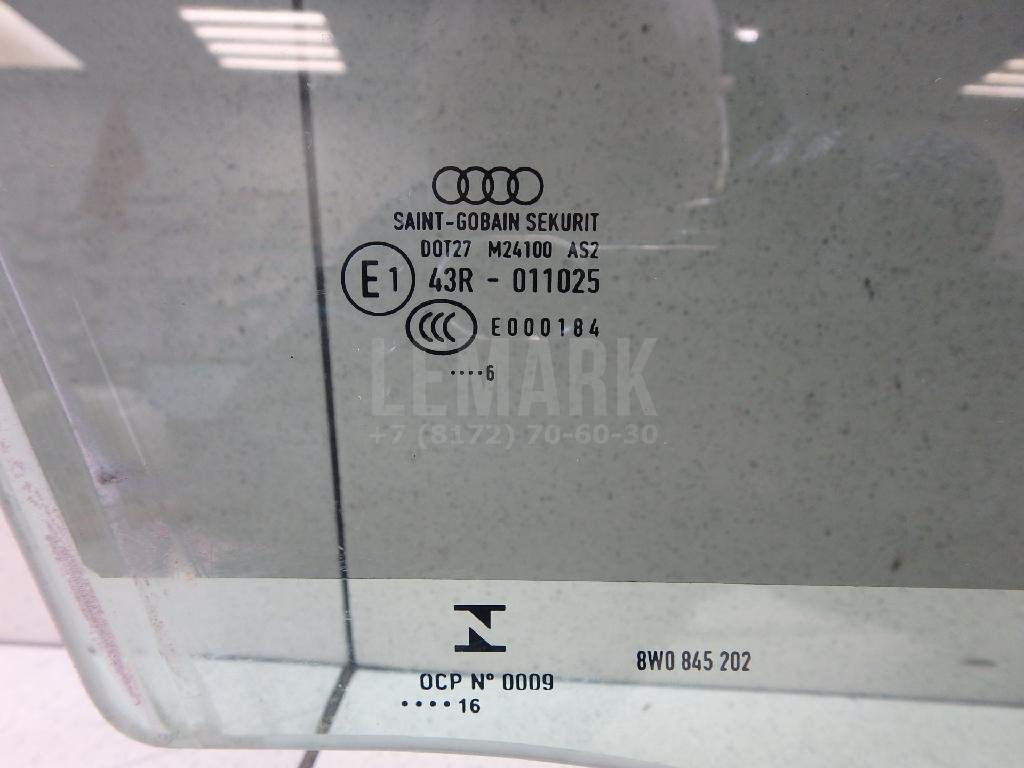 SAINT-GOBAIN SEKURIT
DOT27 M24100 AS2
E1 43R - 011025
CCC E000184
....6
LEMARK
+7 (8172) 70-60-30
OCP N° 0009
8W0 845 202
....16